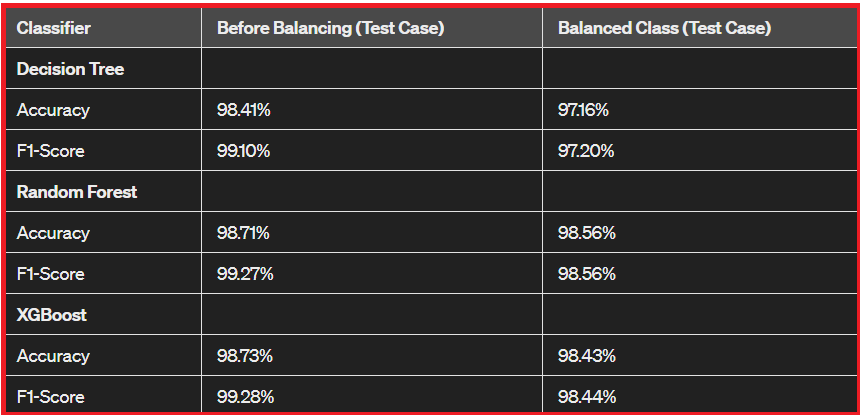 Classifier Before Balancing (Test Case) Balanced Class (Test Case)
Decision Tree
Accuracy 98.41% 97.16%
F1-Score 99.10% 97.20%
Random Forest
Accuracy 98.71% 98.56%
F1-Score 99.27% 98.56%
XGBoost
Accuracy 98.73% 98.43%
F1-Score 99.28% 98.44%